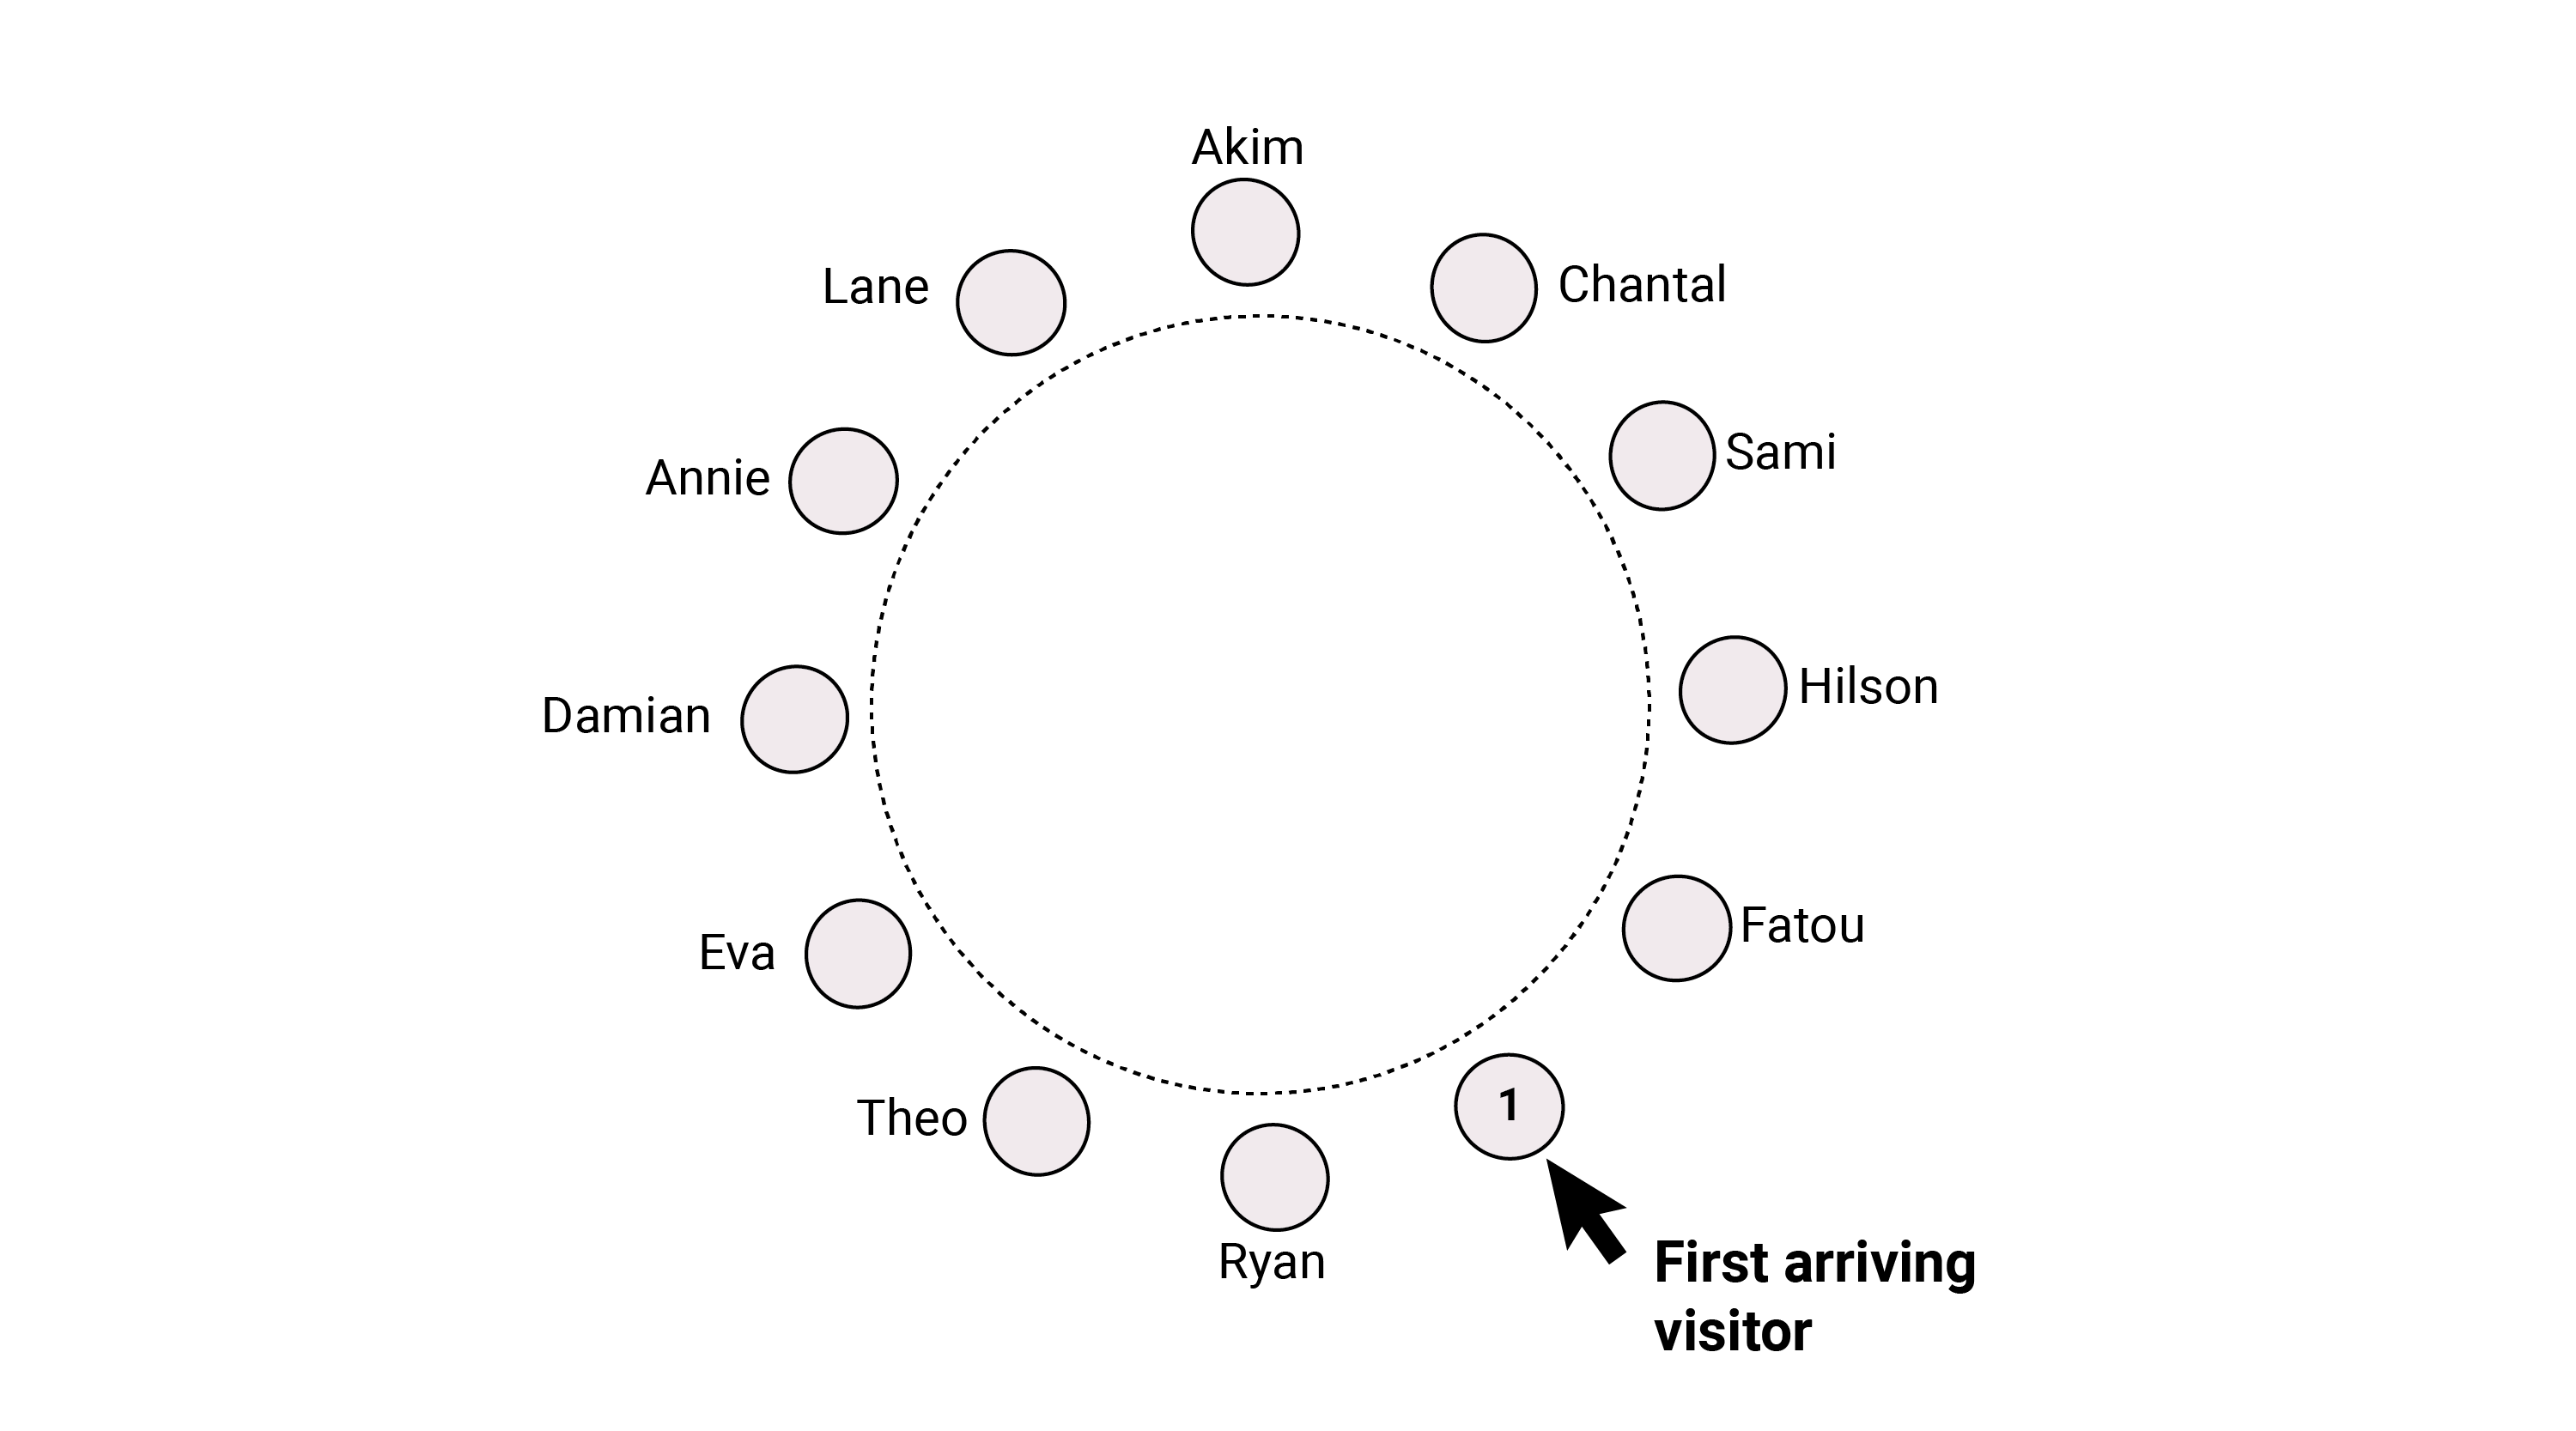 Akim
Lane
Chantal
Annie
Sami
Damian
Hilson
Eva
Fatou
Theo
1
Ryan
First arriving
visitor